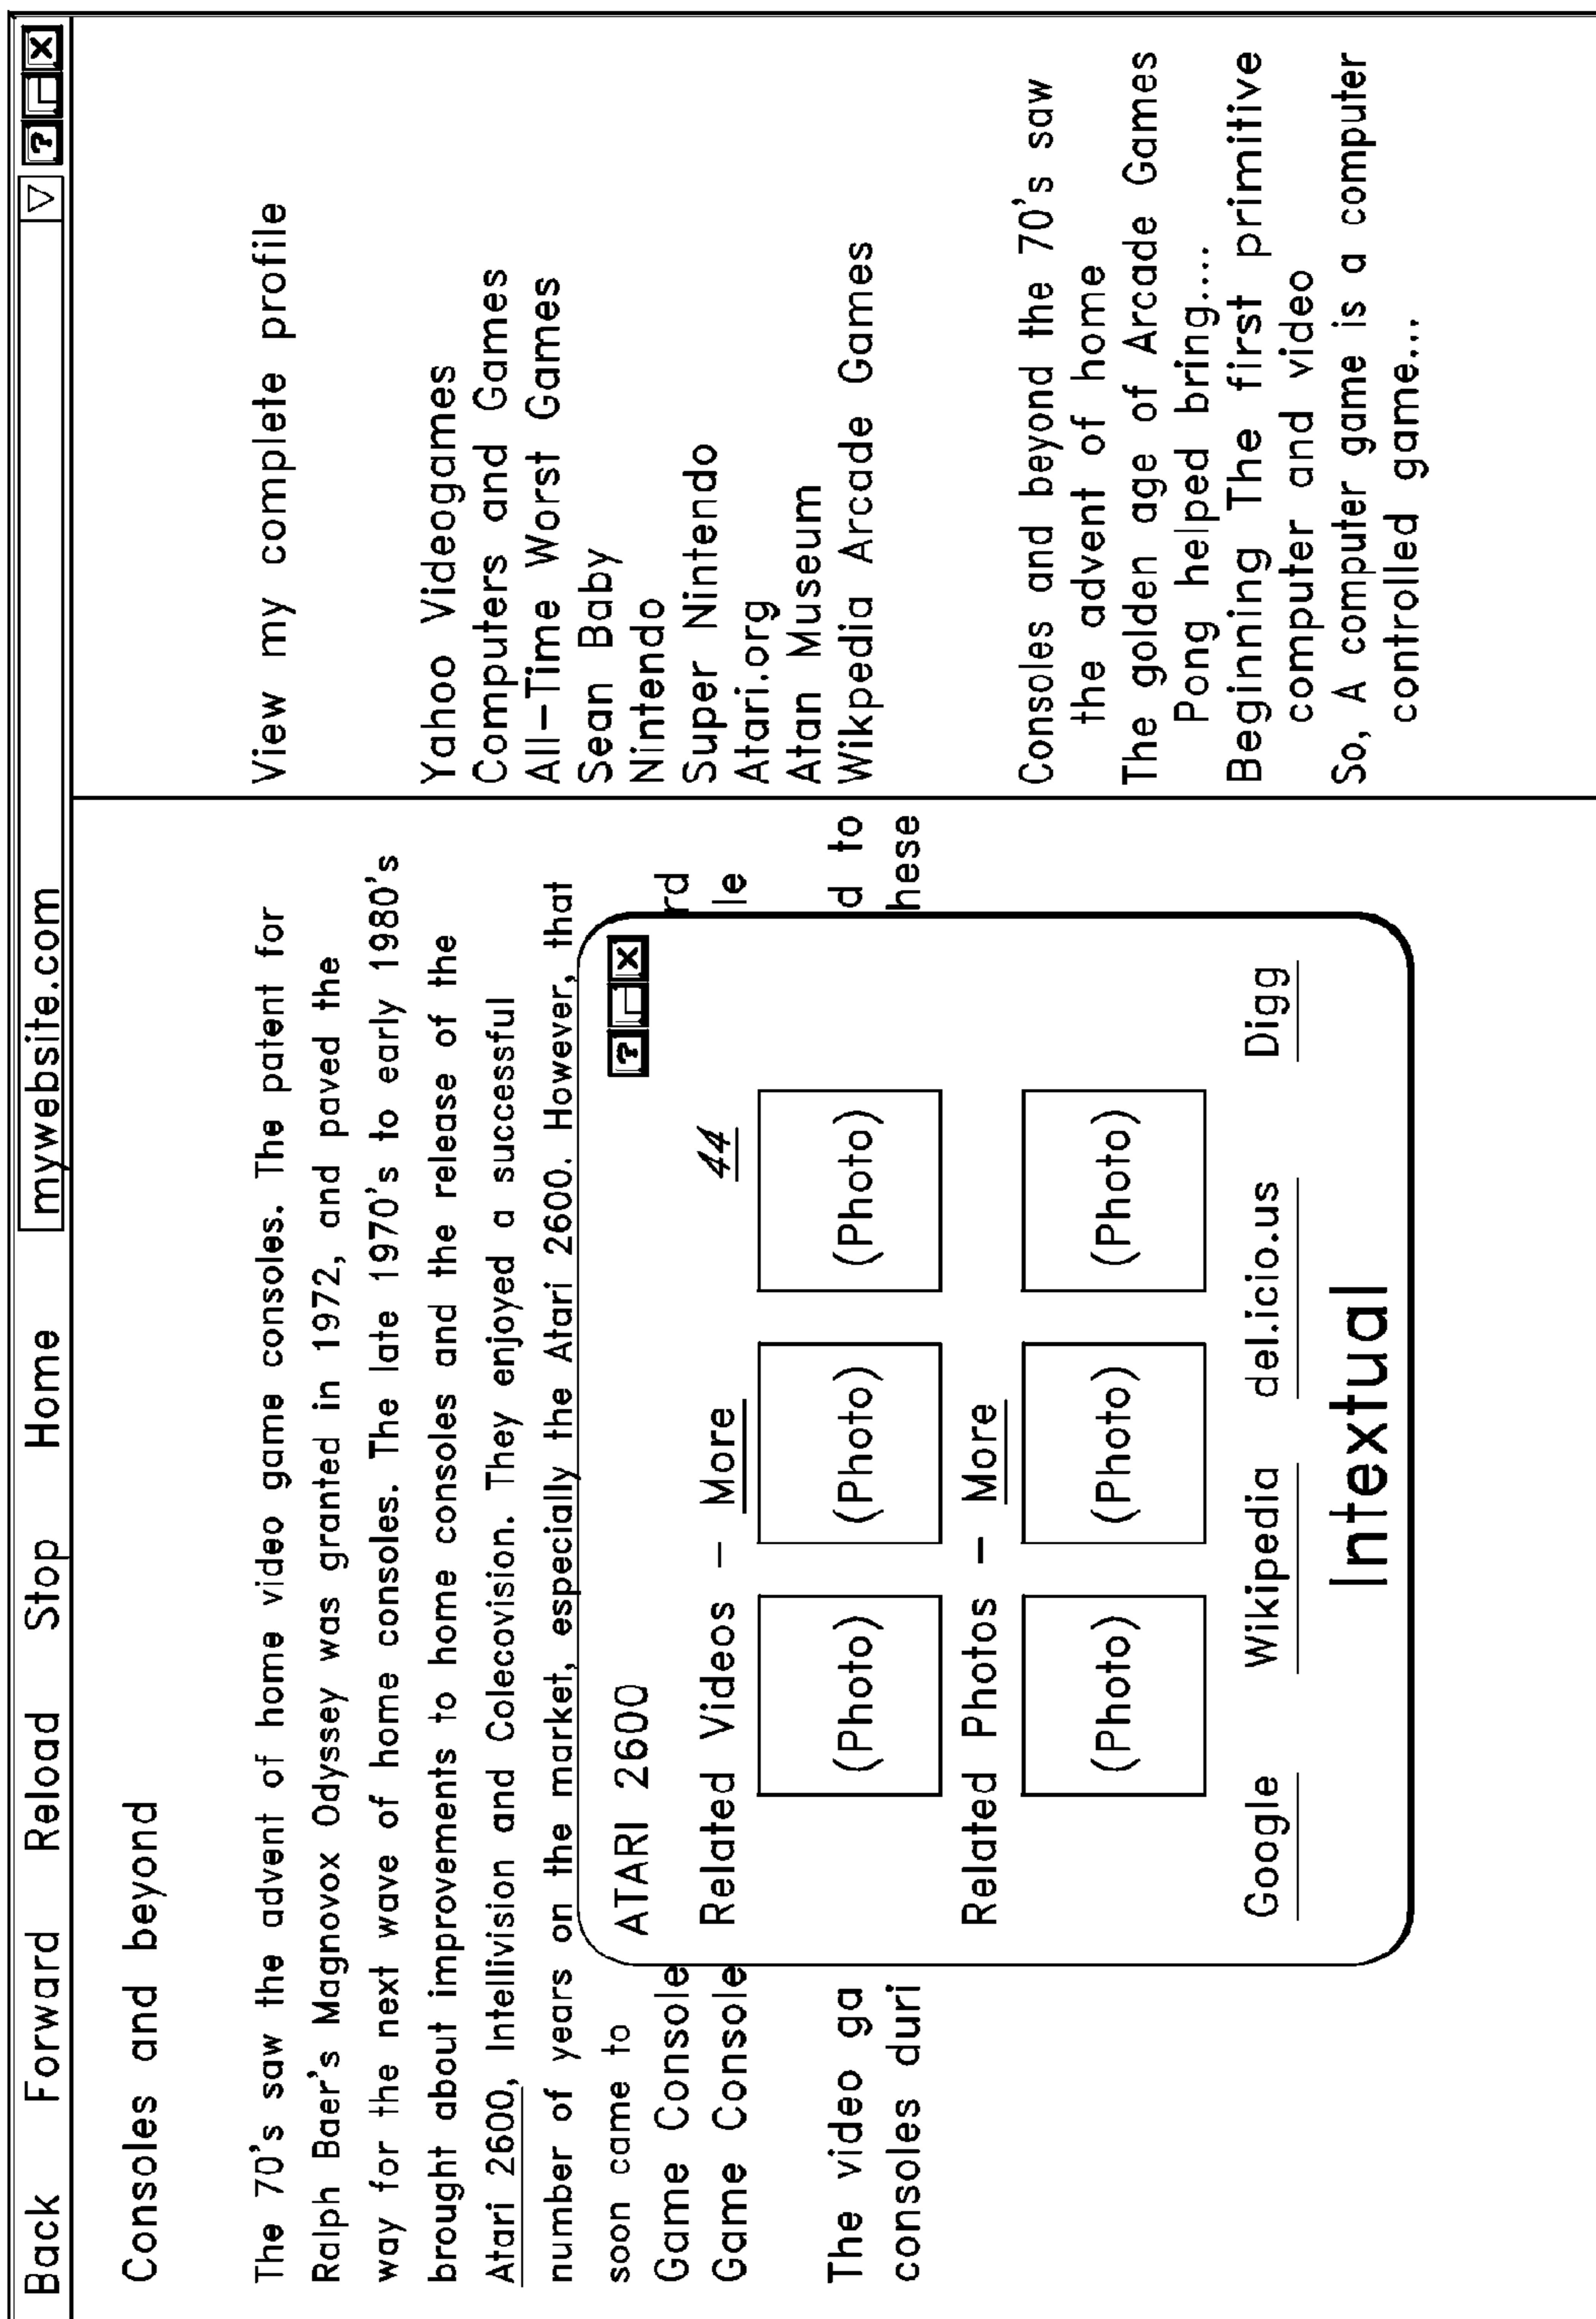 Back Forward Reload Stop Home mywebsite.com ? X
Consoles and beyond
The 70's saw the advent of home video game consoles. The patent for
Ralph Baer's Magnovox Odyssey was granted in 1972, and paved the
way for the next wave of home consoles. The late 1970's to early 1980's
brought about improvements to home consoles and the release of the
Atari 2600, Intellivision and Colecovision. They enjoyed a successful
number of years on the market, especially the Atari 2600. However, that
soon came to
Game Console rd
Game Console le
The video ga d to
consoles duri hese
? X
ATARI 2600
Related Videos – More 44
(Photo) (Photo) (Photo)
Related Photos – More
(Photo) (Photo) (Photo)
Google Wikipedia del.icio.us Digg
Intextual
View my complete profile
Yahoo Videogames
Computers and Games
All–Time Worst Games
Sean Baby
Nintendo
Super Nintendo
Atari.org
Atan Museum
Wikpedia Arcade Games
Consoles and beyond the 70's saw
the advent of home
The golden age of Arcade Games
Pong helped bring....
Beginning The first primitive
computer and video
So, A computer game is a computer
controlled game...